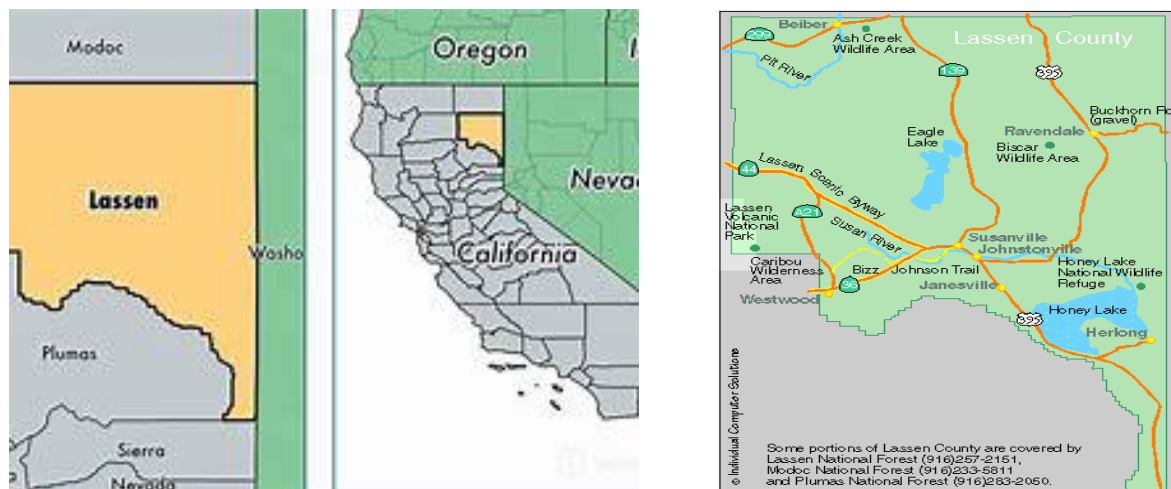 Modoc
Lassen
Washo
Plumas
Sierra
Nevada
Oregon
Nevad
California
Beiber
Ash Creek
Wildlife Area
Lassen County
299
Pit River
139
395
Buckhorn Ro
(gravel)
Ravendale
Biscar
Wildlife Area
Eagle
Lake
44
Lassen Scenic Byway
Lassen
Volcanic
National
Park
A21
Susan River
Susanville
Johnstonville
Caribou
Wilderness
Area
Bizz Johnson Trail
Honey Lake
National Wildlife
Refuge
36
Janesville
Westwood
395
Honey Lake
Herlong
© Individual Computer Solutions
Some portions of Lassen County are covered by
Lassen National Forest (916)257-2151,
Modoc National Forest (916)233-5811
and Plumas National Forest (916)283-2050.